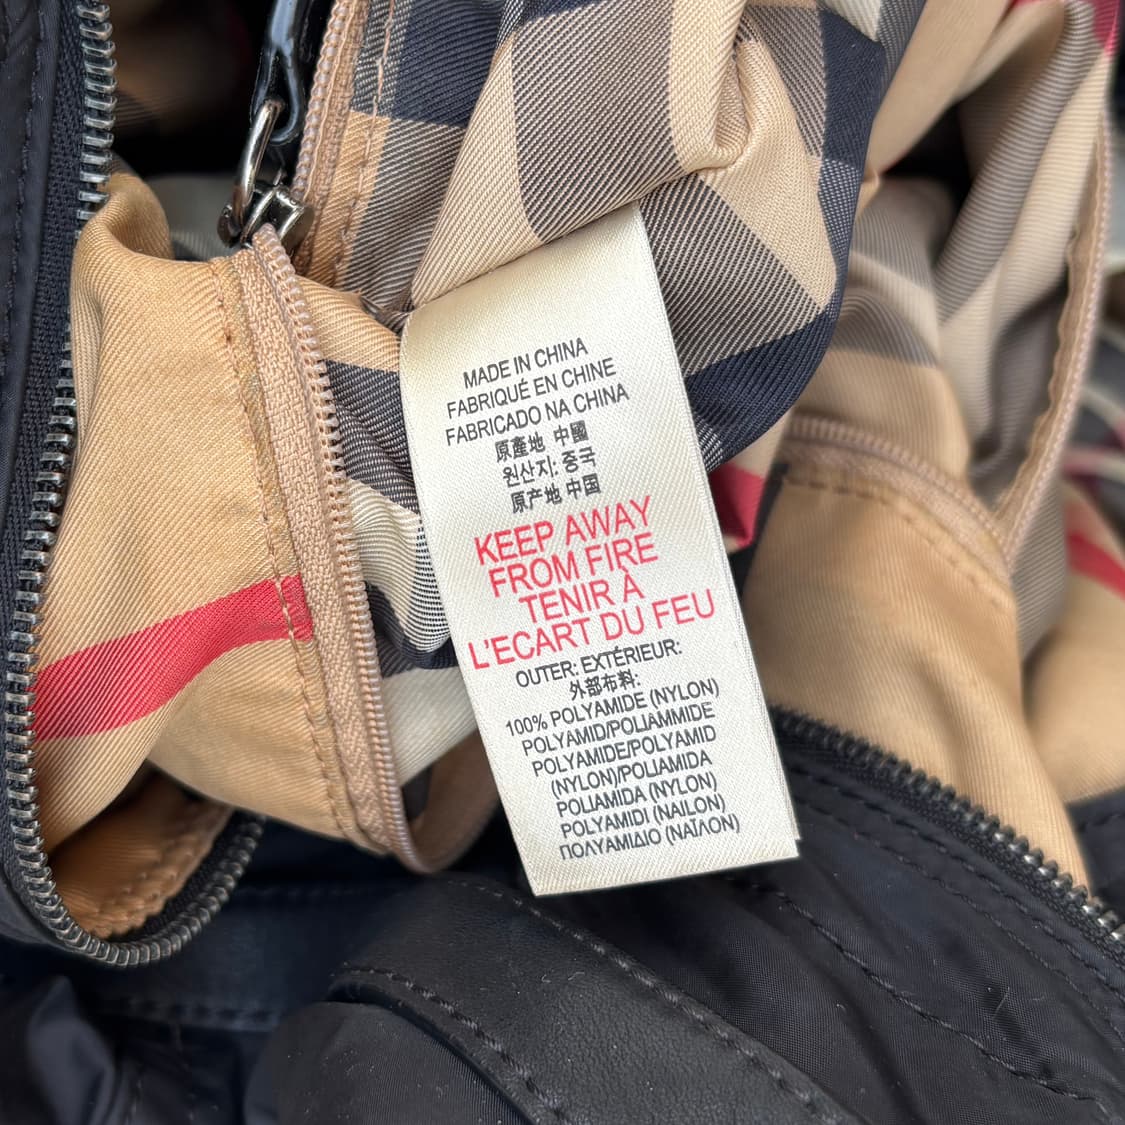 MADE IN CHINA
FABRIQUÉ EN CHINE
FABRICADO NA CHINA
原產地 中國
원산지: 중국
原产地 中国
KEEP AWAY
FROM FIRE
TENIR À
L'ECART DU FEU
OUTER: EXTÉRIEUR:
外部布料:
100% POLYAMIDE (NYLON)
POLYAMID/POLIAMMIDE
POLYAMIDE/POLYAMID
(NYLON)/POLIAMIDA
POLIAMIDA (NYLON)
POLYAMIDI (NAILON)
ΠΟΛΥΑΜΙΔΙΟ (ΝΑΪΛΟΝ)